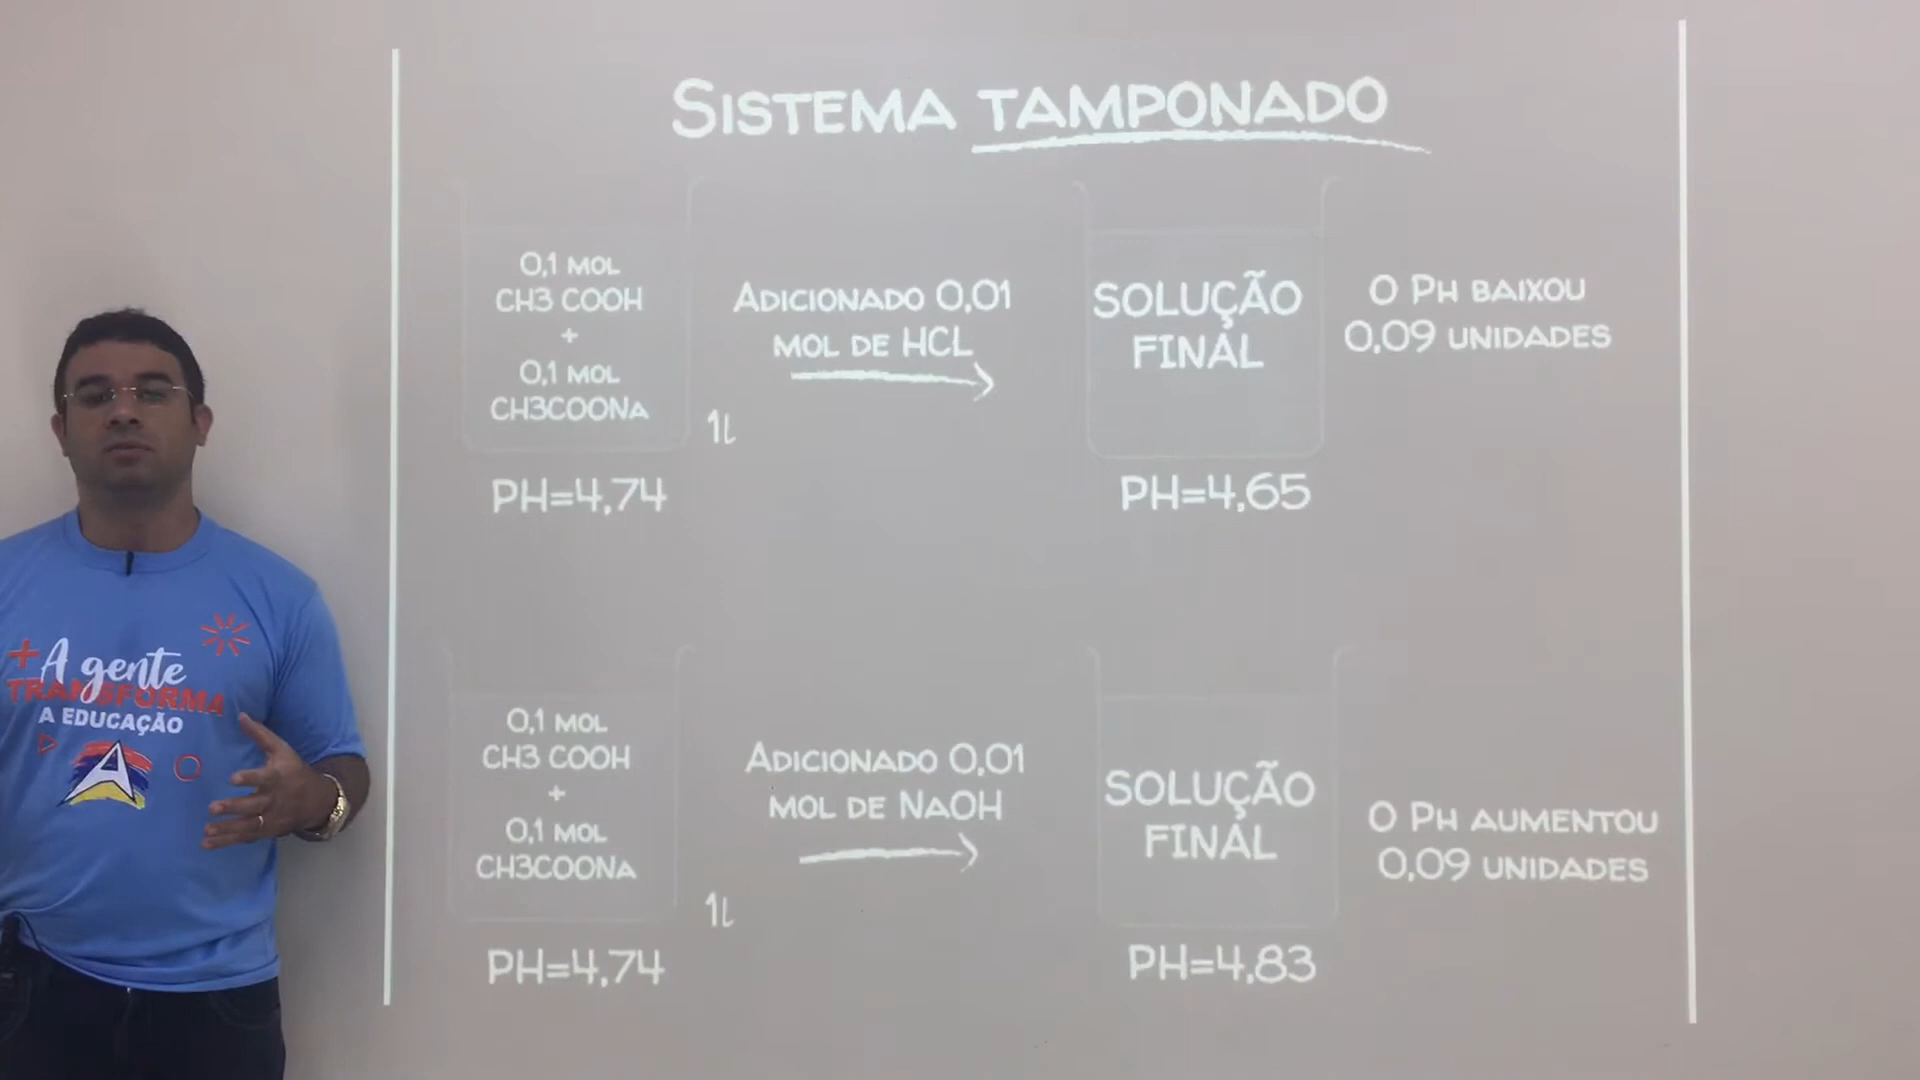 SISTEMA TAMPONADO
0,1 MOL
CH3 COOH
+
0,1 MOL
CH3COONA
1L
PH=4,74
ADICIONADO 0,01
MOL DE HCL
SOLUÇÃO
FINAL
PH=4,65
O PH BAIXOU
0,09 UNIDADES
0,1 MOL
CH3 COOH
+
0,1 MOL
CH3COONA
1L
PH=4,74
ADICIONADO 0,01
MOL DE NAOH
SOLUÇÃO
FINAL
PH=4,83
O PH AUMENTOU
0,09 UNIDADES
+A gente
TRANSFORMA
A EDUCAÇÃO